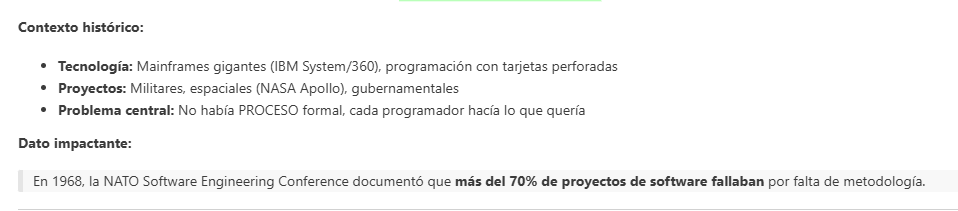 Contexto histórico:
Tecnología: Mainframes gigantes (IBM System/360), programación con tarjetas perforadas
Proyectos: Militares, espaciales (NASA Apollo), gubernamentales
Problema central: No había PROCESO formal, cada programador hacía lo que quería
Dato impactante:
En 1968, la NATO Software Engineering Conference documentó que más del 70% de proyectos de software fallaban por falta de metodología.